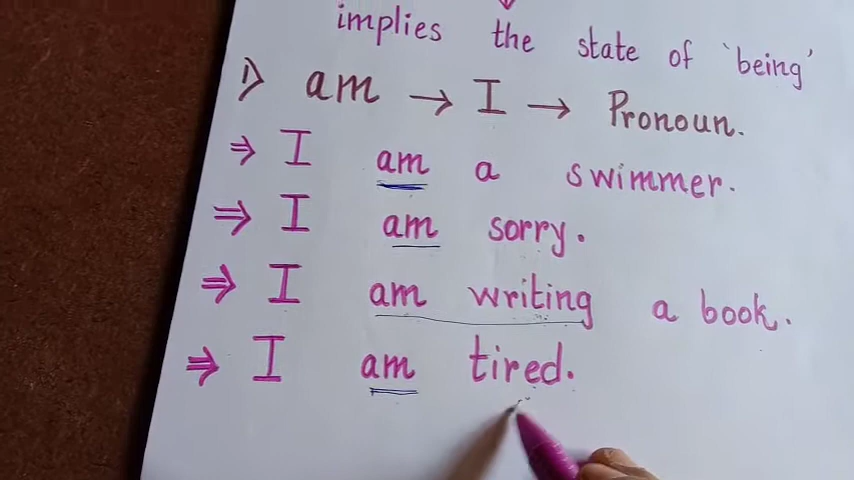 implies the state of 'being'
1) am → I → Pronoun.
⇒ I am a swimmer.
⇒ I am sorry.
⇒ I am writing a book.
⇒ I am tired.